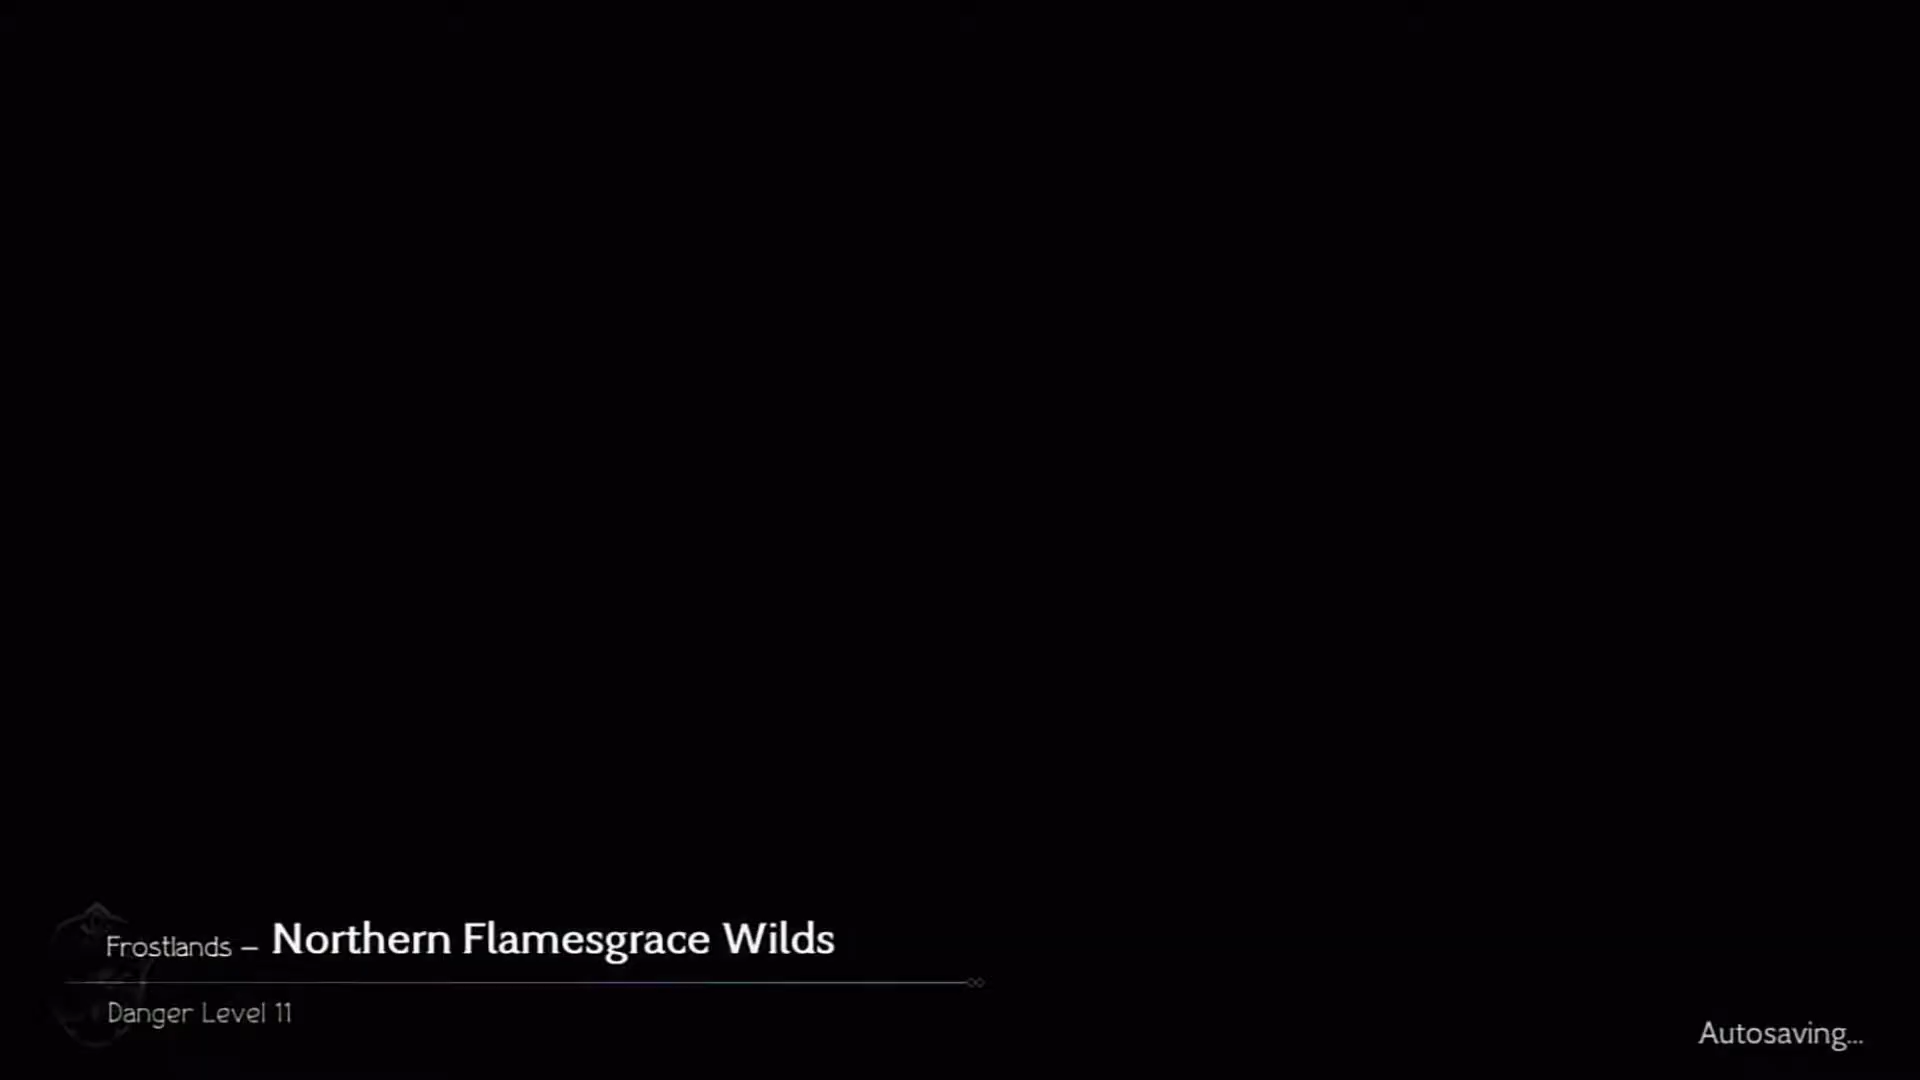 Frostlands – Northern Flamesgrace Wilds
Danger Level 11
Autosaving...